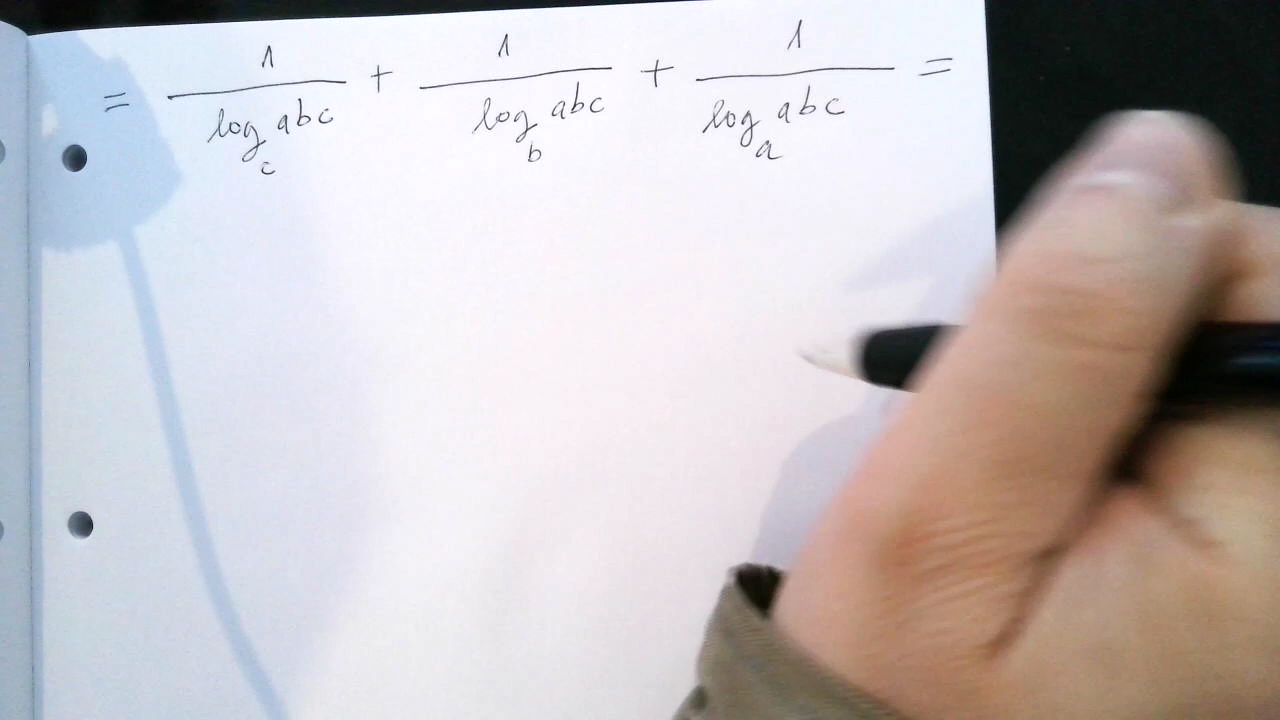 = 1/log_c abc + 1/log_b abc + 1/log_a abc =